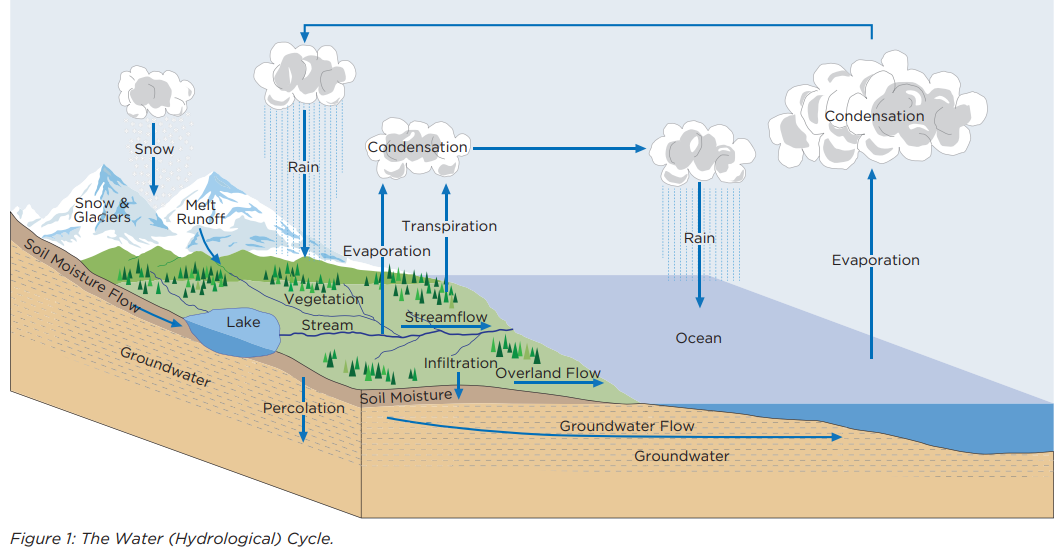 Condensation
Snow
Condensation
Rain
Snow &
Glaciers
Melt
Runoff
Transpiration
Rain
Evaporation
Evaporation
Soil Moisture Flow
Vegetation
Lake
Stream
Streamflow
Ocean
Groundwater
Infiltration
Overland Flow
Percolation
Soil Moisture
Groundwater Flow
Groundwater
Figure 1: The Water (Hydrological) Cycle.